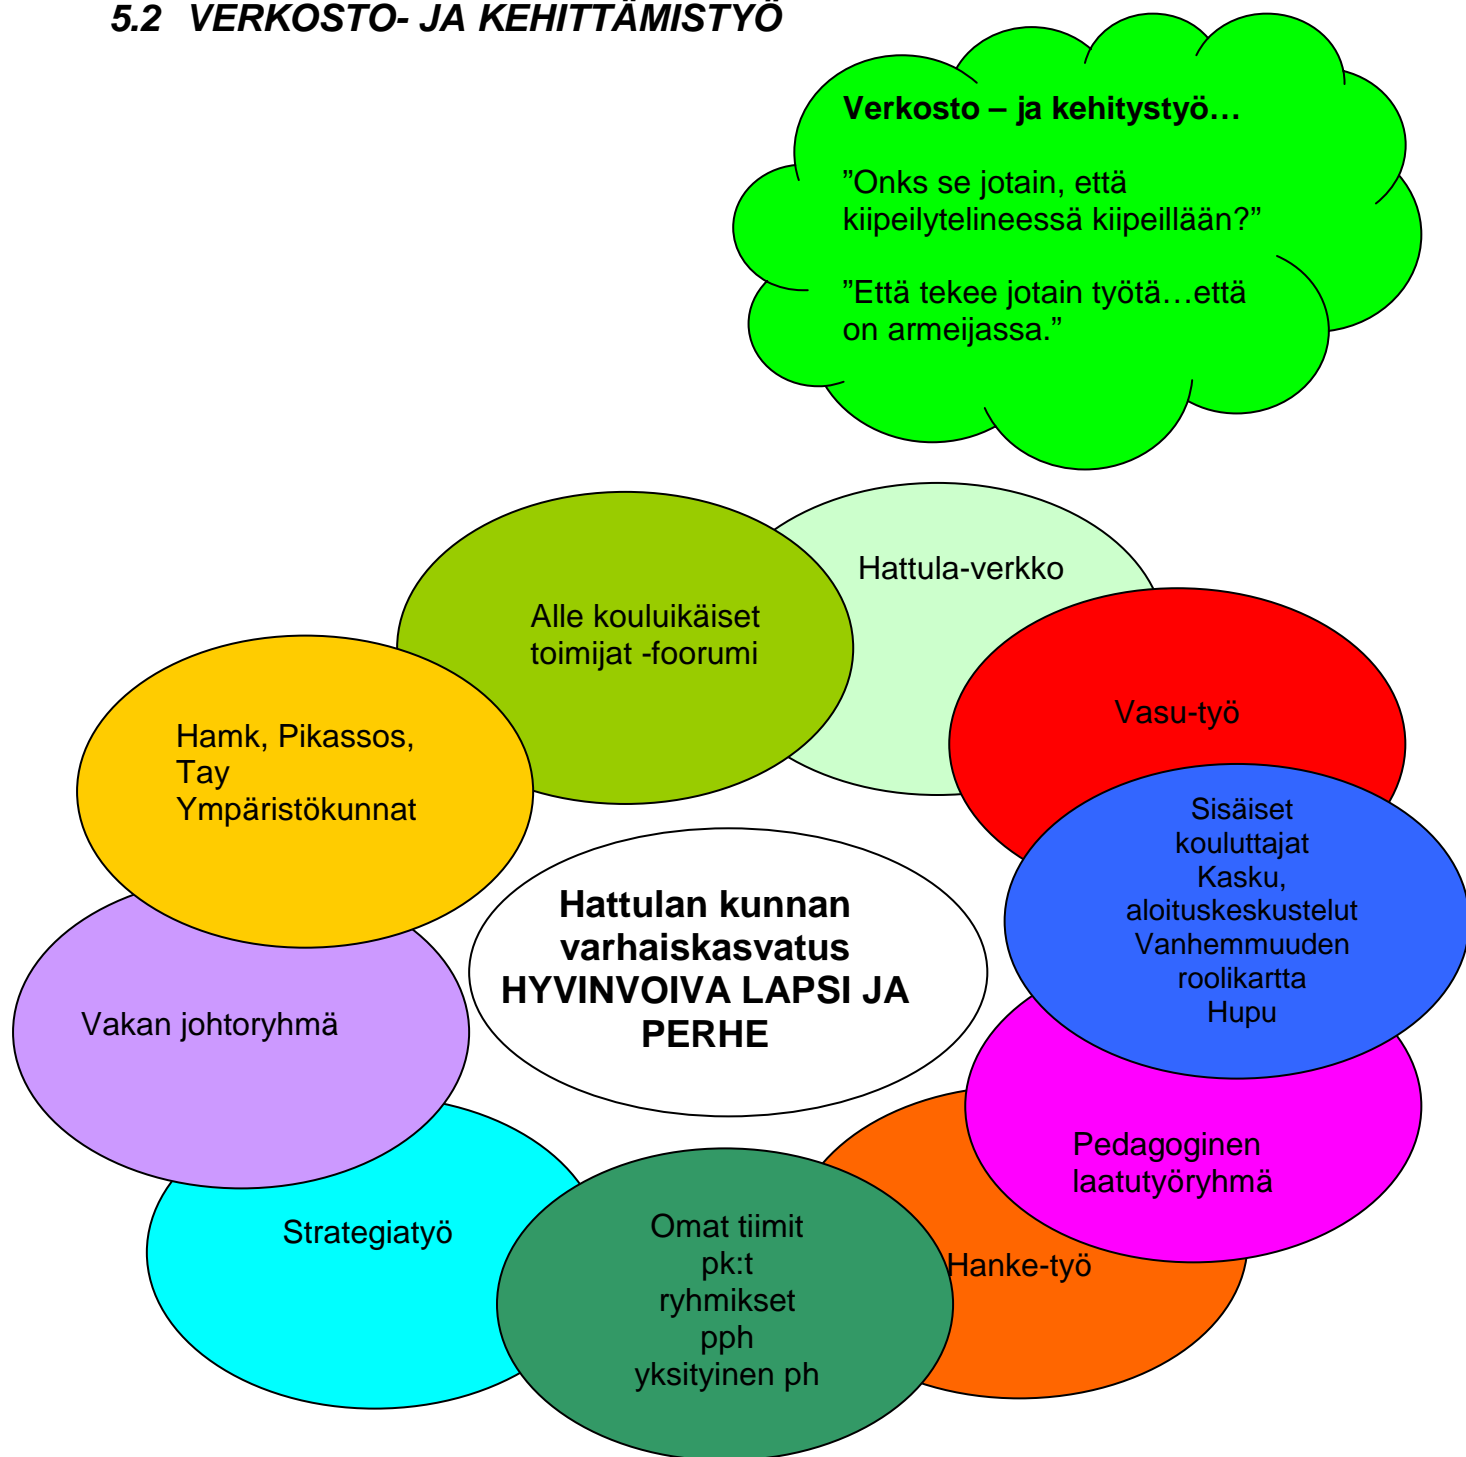 5.2 VERKOSTO- JA KEHITTÄMISTYÖ
Verkosto – ja kehitystyö…
”Onks se jotain, että
kiipeilytelineessä kiipeillään?”
”Että tekee jotain työtä…että
on armeijassa.”
Hattula-verkko
Alle kouluikäiset
toimijat -foorumi
Vasu-työ
Hamk, Pikassos,
Tay
Ympäristökunnat
Sisäiset
kouluttajat
Kasku,
aloituskeskustelut
Vanhemmuuden
roolikartta
Hupu
Hattulan kunnan
varhaiskasvatus
HYVINVOIVA LAPSI JA
PERHE
Vakan johtoryhmä
Pedagoginen
laatutyöryhmä
Strategiatyö
Omat tiimit
pk:t
ryhmikset
pph
yksityinen ph
Hanke-työ